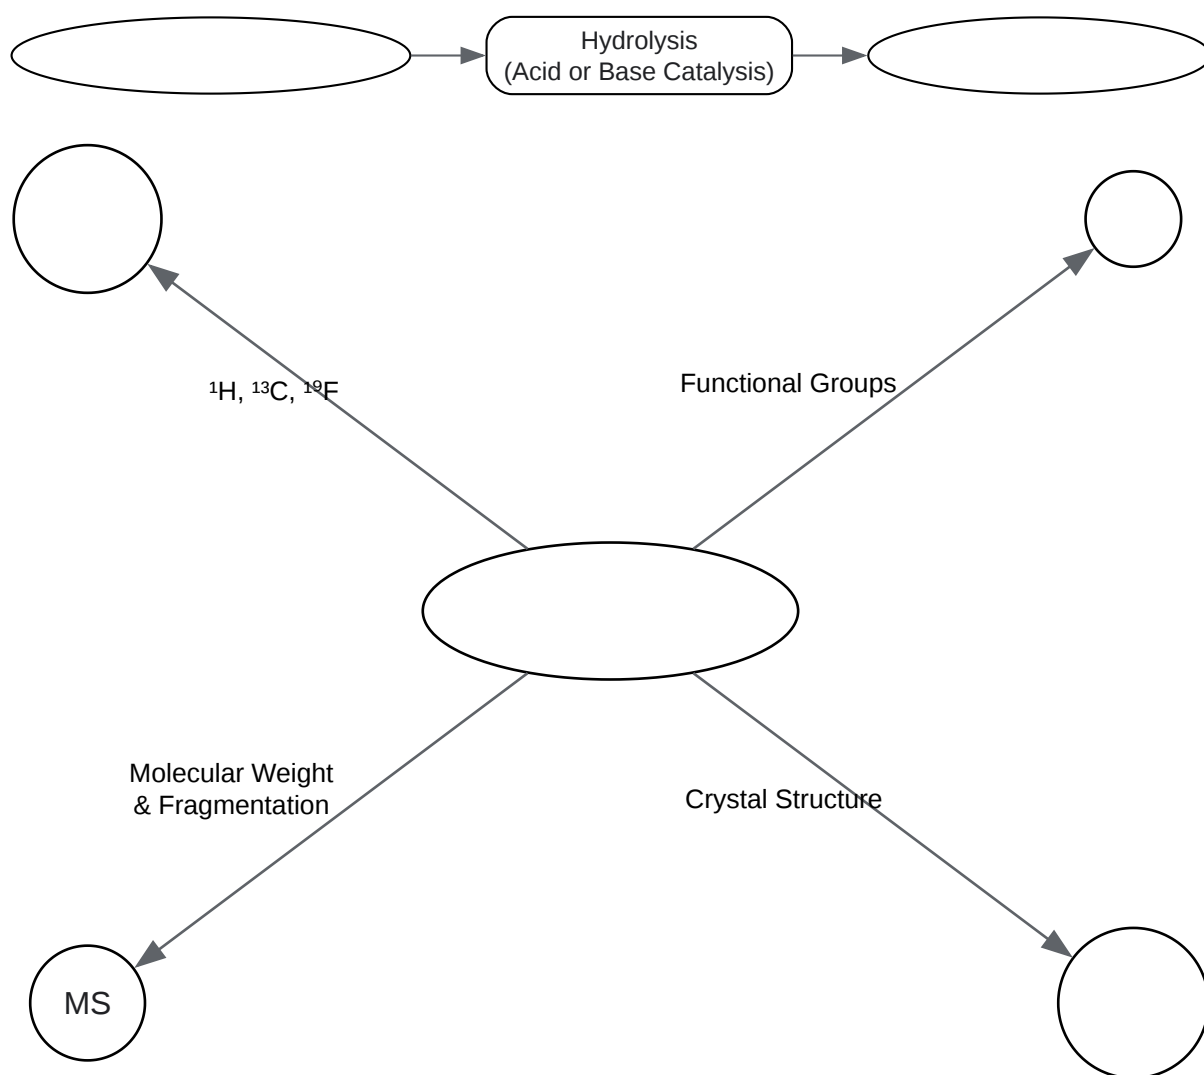 Hydrolysis
(Acid or Base Catalysis)
¹H, ¹³C, ¹⁹F
Functional Groups
Molecular Weight
& Fragmentation
Crystal Structure
MS